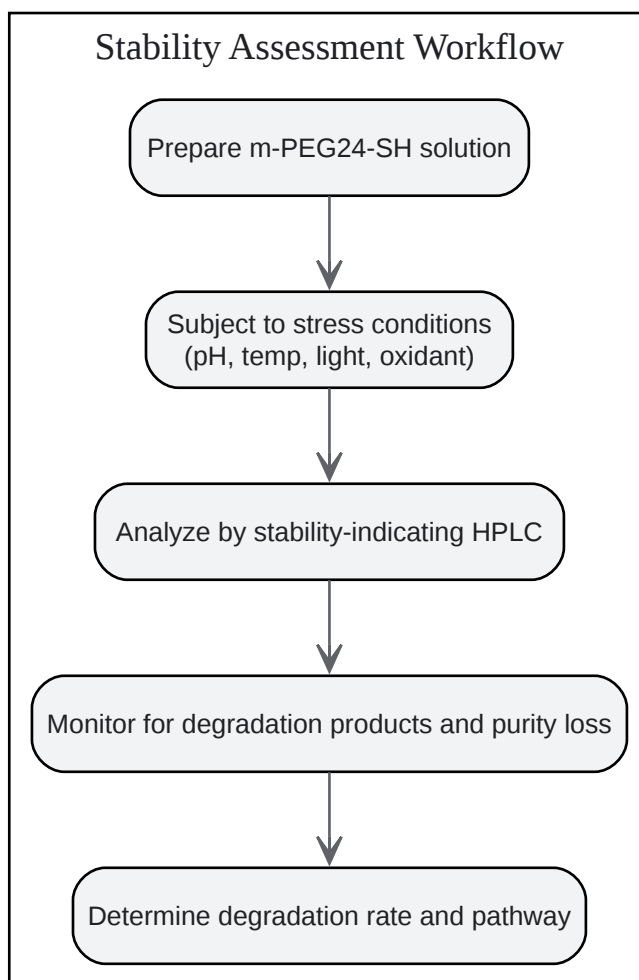 Stability Assessment Workflow
Prepare m-PEG24-SH solution
Subject to stress conditions
(pH, temp, light, oxidant)
Analyze by stability-indicating HPLC
Monitor for degradation products and purity loss
Determine degradation rate and pathway